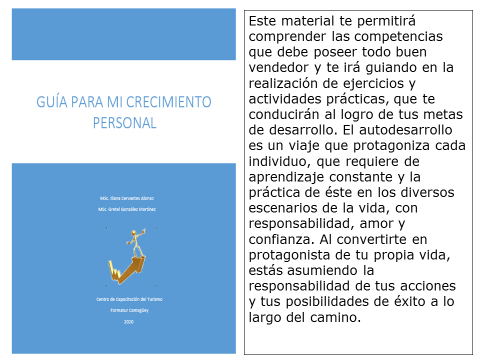 GUÍA PARA MI CRECIMIENTO
PERSONAL
MSc. Elena Cervantes Alonso
MSc. Gretel González Martínez
Centro de Capacitación del Turismo
Formatur Camagüey
2020
Este material te permitirá
comprender las competencias
que debe poseer todo buen
vendedor y te irá guiando en la
realización de ejercicios y
actividades prácticas, que te
conducirán al logro de tus metas
de desarrollo. El autodesarrollo
es un viaje que protagoniza cada
individuo, que requiere de
aprendizaje constante y la
práctica de éste en los diversos
escenarios de la vida, con
responsabilidad, amor y
confianza. Al convertirte en
protagonista de tu propia vida,
estás asumiendo la
responsabilidad de tus acciones
y tus posibilidades de éxito a lo
largo del camino.